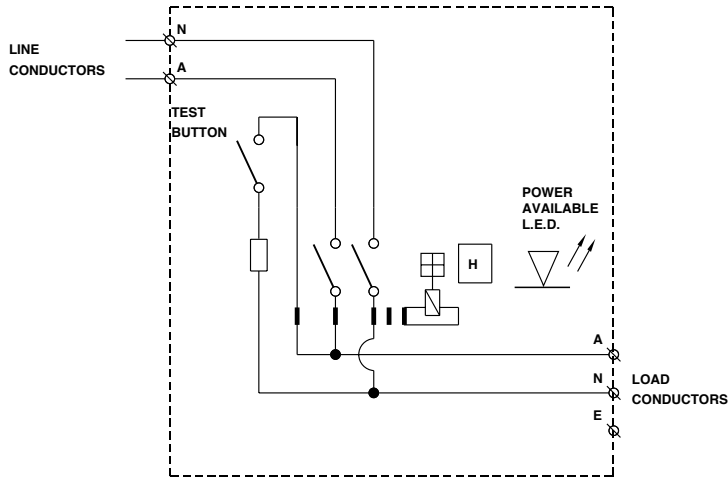 N
LINE
CONDUCTORS
A
TEST
BUTTON
POWER
AVAILABLE
L.E.D.
H
A
N
LOAD
CONDUCTORS
E